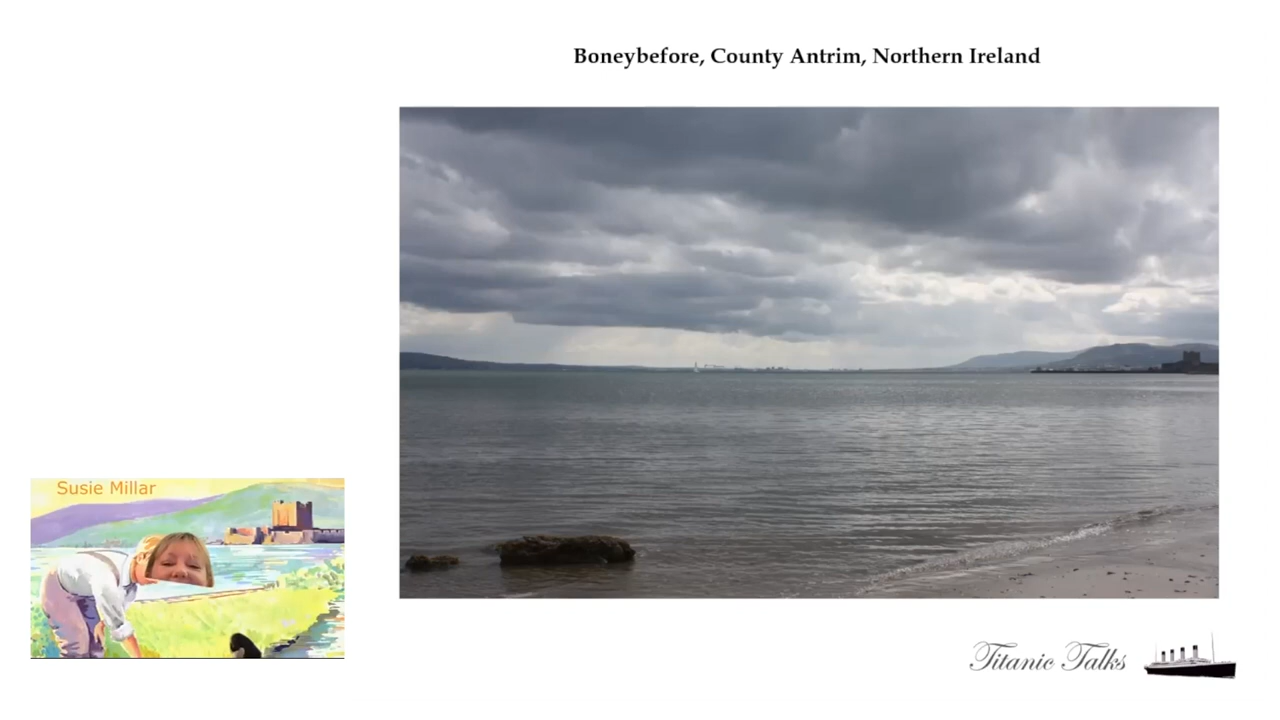 Boneybefore, County Antrim, Northern Ireland
Susie Millar
Titanic Talks